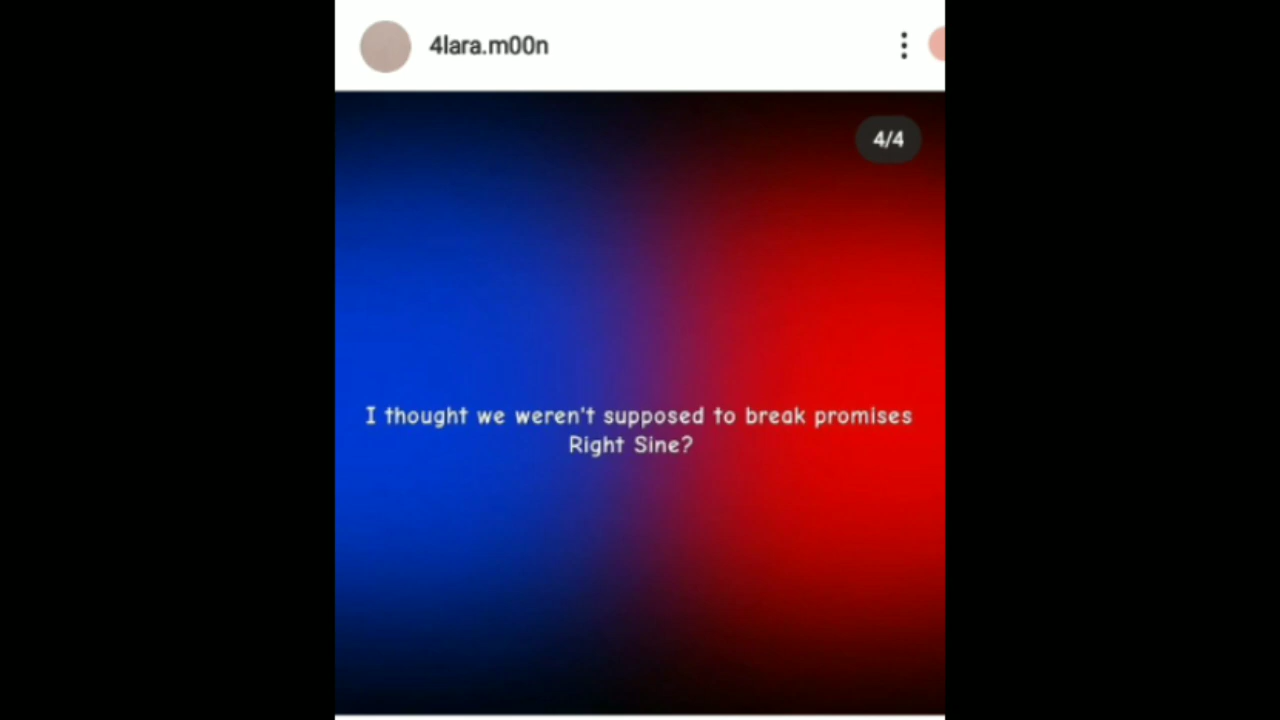 4lara.m00n
4/4
I thought we weren't supposed to break promises
Right Sine?